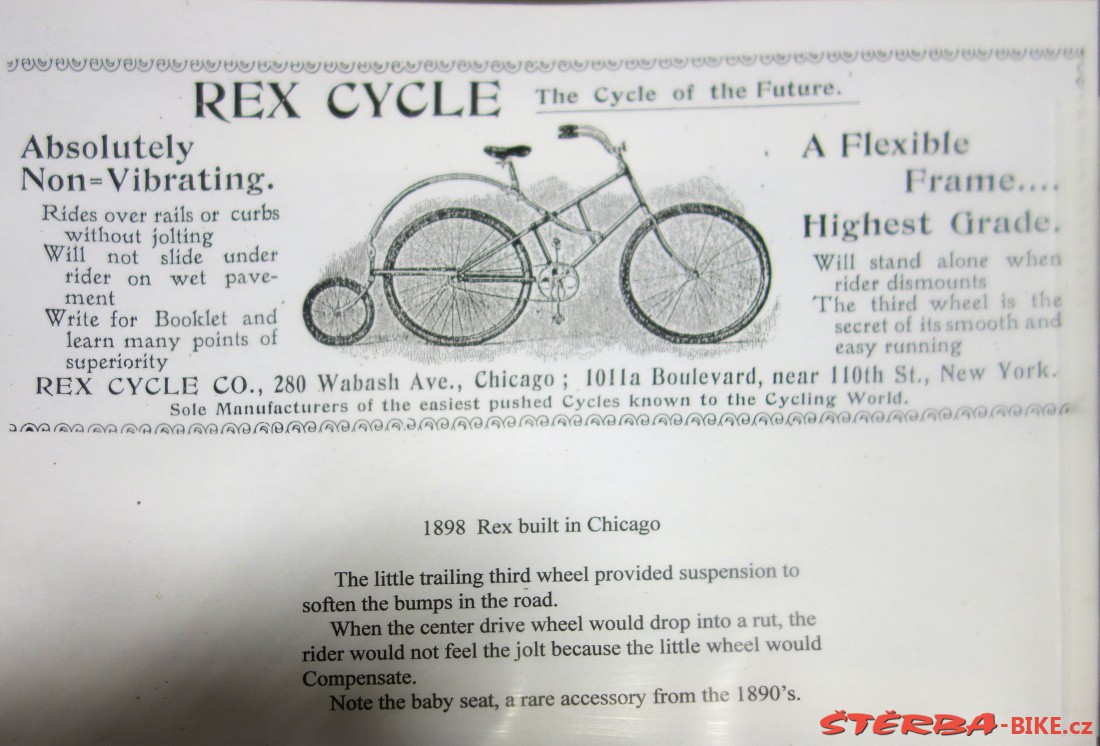 REX CYCLE The Cycle of the Future.
Absolutely
Non=Vibrating.
Rides over rails or curbs
without jolting
Will not slide under
rider on wet pave-
ment
Write for Booklet and
learn many points of
superiority
A Flexible
Frame....
Highest Grade.
Will stand alone when
rider dismounts
The third wheel is the
secret of its smooth and
easy running
REX CYCLE CO., 280 Wabash Ave., Chicago; 1011a Boulevard, near 110th St., New York.
Sole Manufacturers of the easiest pushed Cycles known to the Cycling World.
1898 Rex built in Chicago
The little trailing third wheel provided suspension to
soften the bumps in the road.
When the center drive wheel would drop into a rut, the
rider would not feel the jolt because the little wheel would
Compensate.
Note the baby seat, a rare accessory from the 1890's.
ŠTĚRBA-BIKE.cz